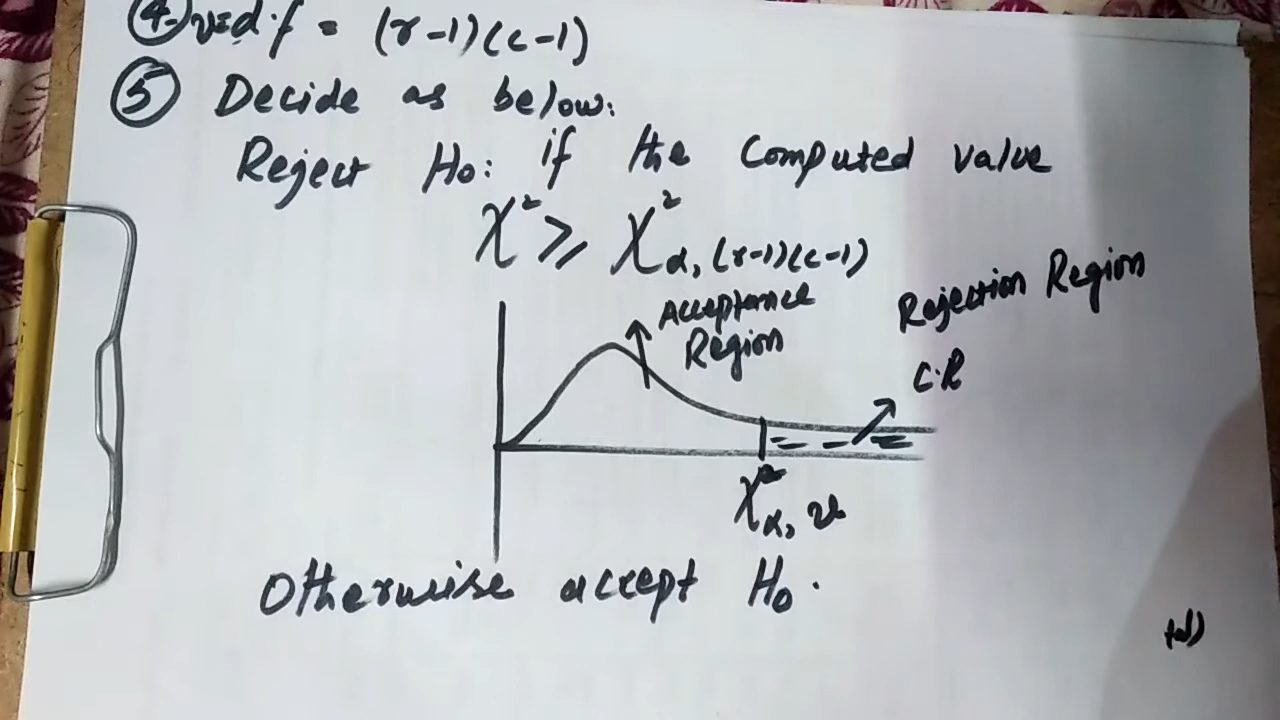 ④ ν=d.f = (r-1)(c-1)
⑤ Decide as below:
Reject H₀: if the computed value
χ² ≥ χ²α, (r-1)(c-1)
Acceptance
Region
Rejection Region
C.R
χ²α, ν
Otherwise accept H₀.